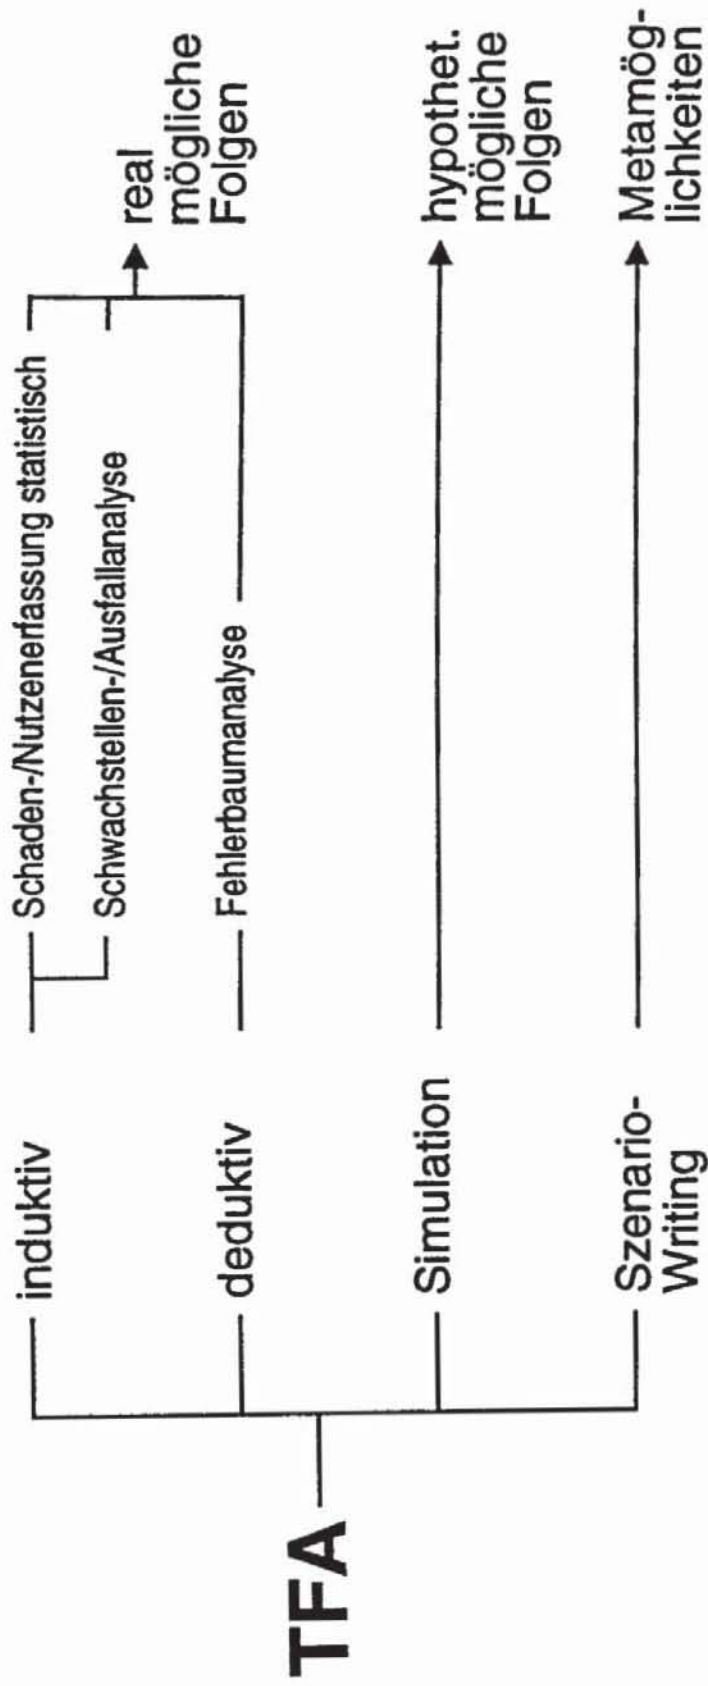 TFA
induktiv
Schaden-/Nutzenerfassung statistisch
Schwachstellen-/Ausfallanalyse
real
mögliche
Folgen
deduktiv
Fehlerbaumanalyse
Simulation
hypothet.
mögliche
Folgen
Szenario-
Writing
Metamög-
lichkeiten